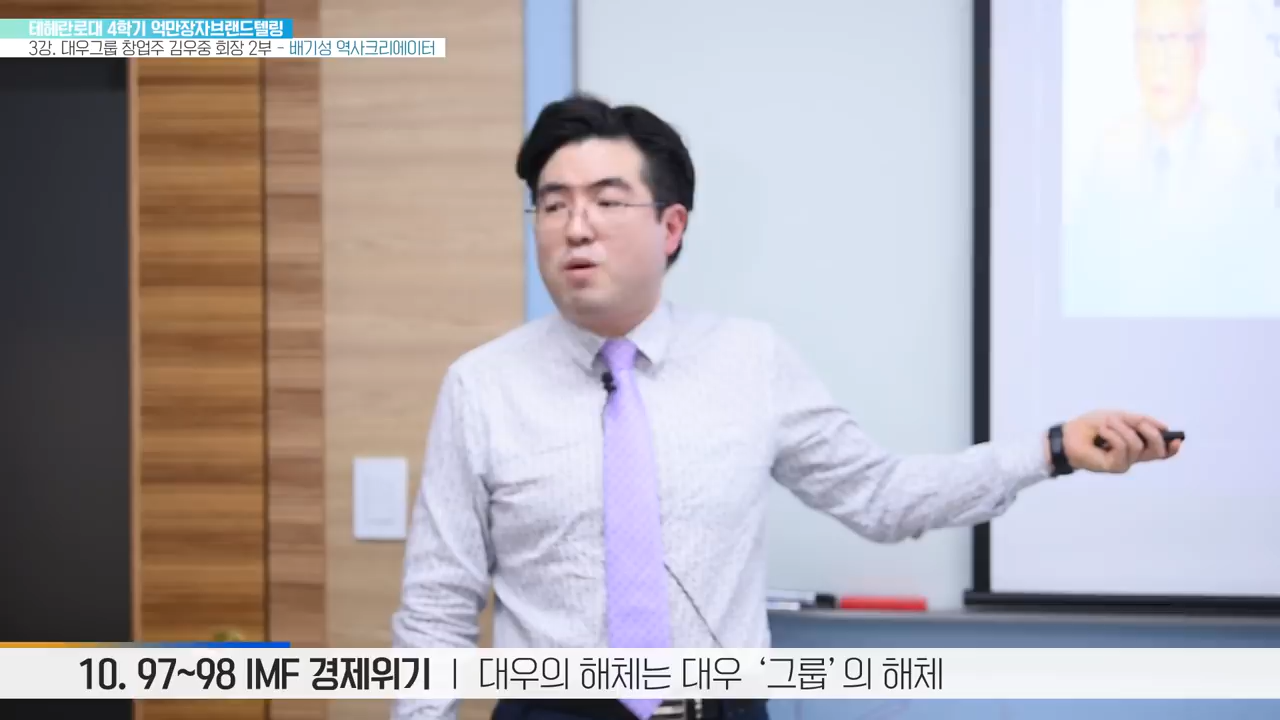 테헤란로대 4학기 억만장자브랜드텔링
3강. 대우그룹 창업주 김우중 회장 2부 - 배기성 역사크리에이터
10. 97~98 IMF 경제위기 | 대우의 해체는 대우 ‘그룹’의 해체